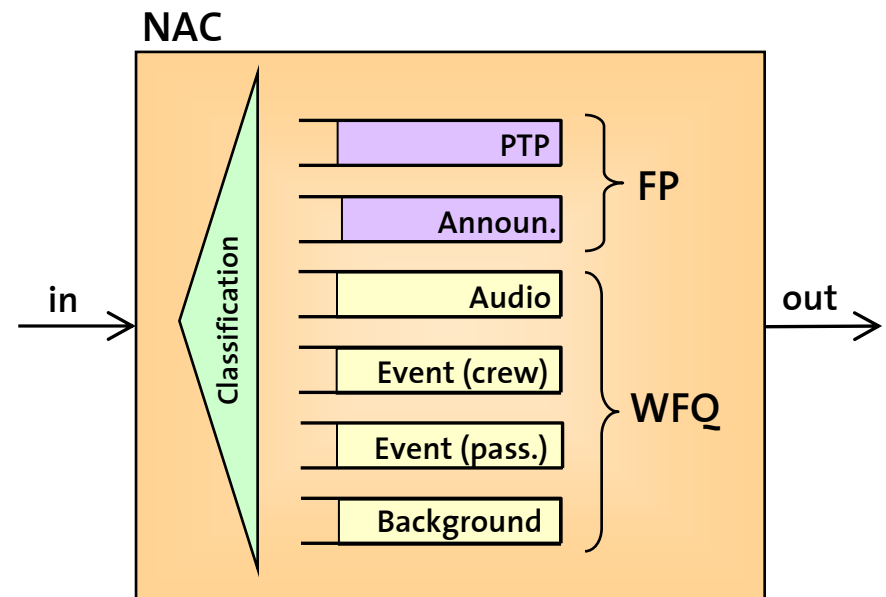 NAC
in
Classification
PTP
Announ.
FP
Audio
Event (crew)
Event (pass.)
Background
WFQ
out